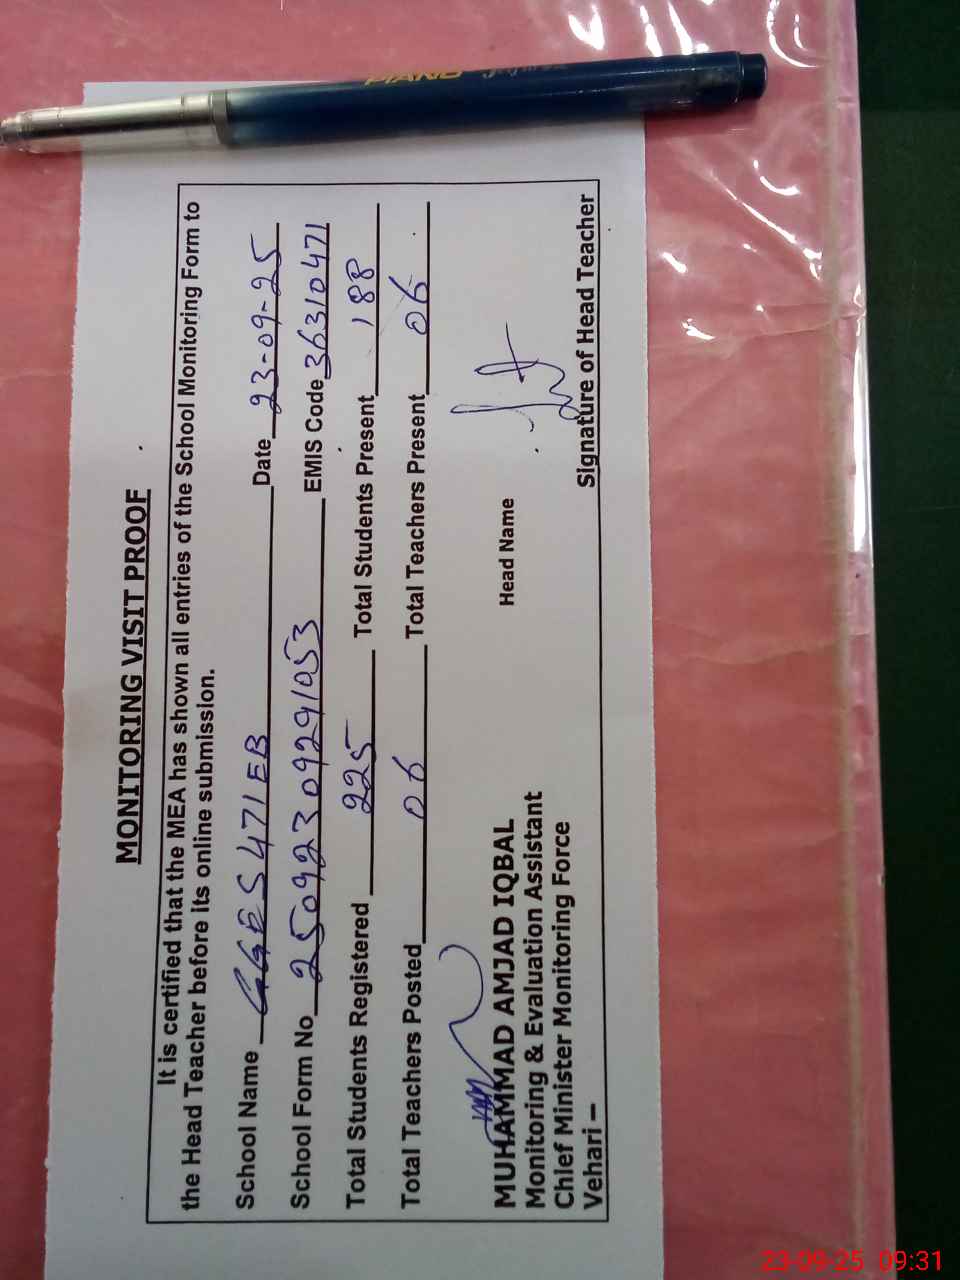 PIANO
MONITORING VISIT PROOF
It is certified that the MEA has shown all entries of the School Monitoring Form to
the Head Teacher before its online submission.
School Name GGES 471 EB Date 23-09-25
School Form No 25092309291053 EMIS Code 36310471
Total Students Registered 225 Total Students Present 188
Total Teachers Posted 06 Total Teachers Present 06
MUHAMMAD AMJAD IQBAL
Monitoring & Evaluation Assistant
Chief Minister Monitoring Force
Vehari –
Head Name
Signature of Head Teacher
23-09-25 09:31